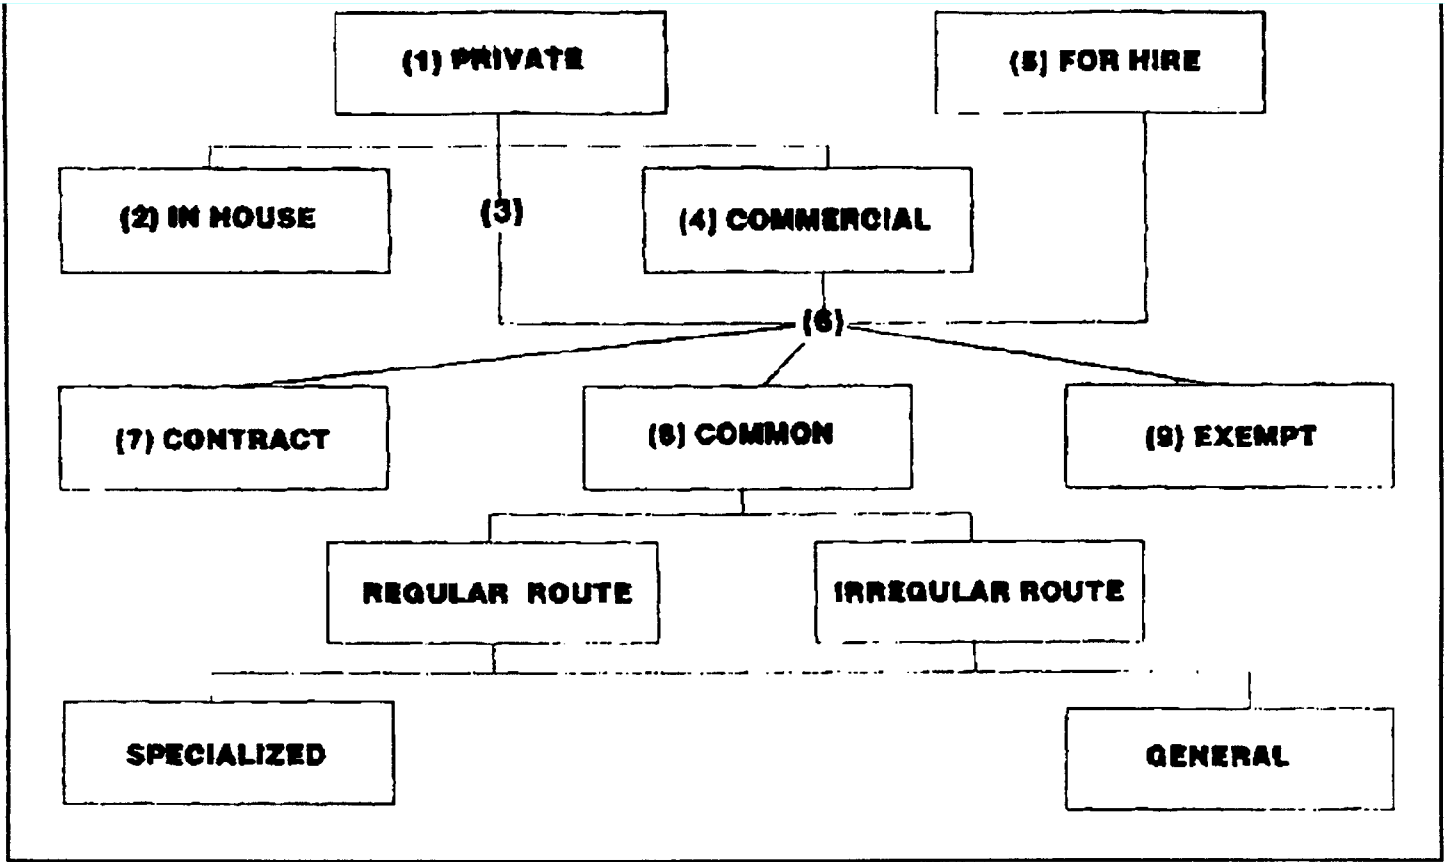 (1) PRIVATE
(5) FOR HIRE
(2) IN HOUSE
(3)
(4) COMMERCIAL
(6)
(7) CONTRACT
(8) COMMON
(9) EXEMPT
REGULAR ROUTE
IRREGULAR ROUTE
SPECIALIZED
GENERAL